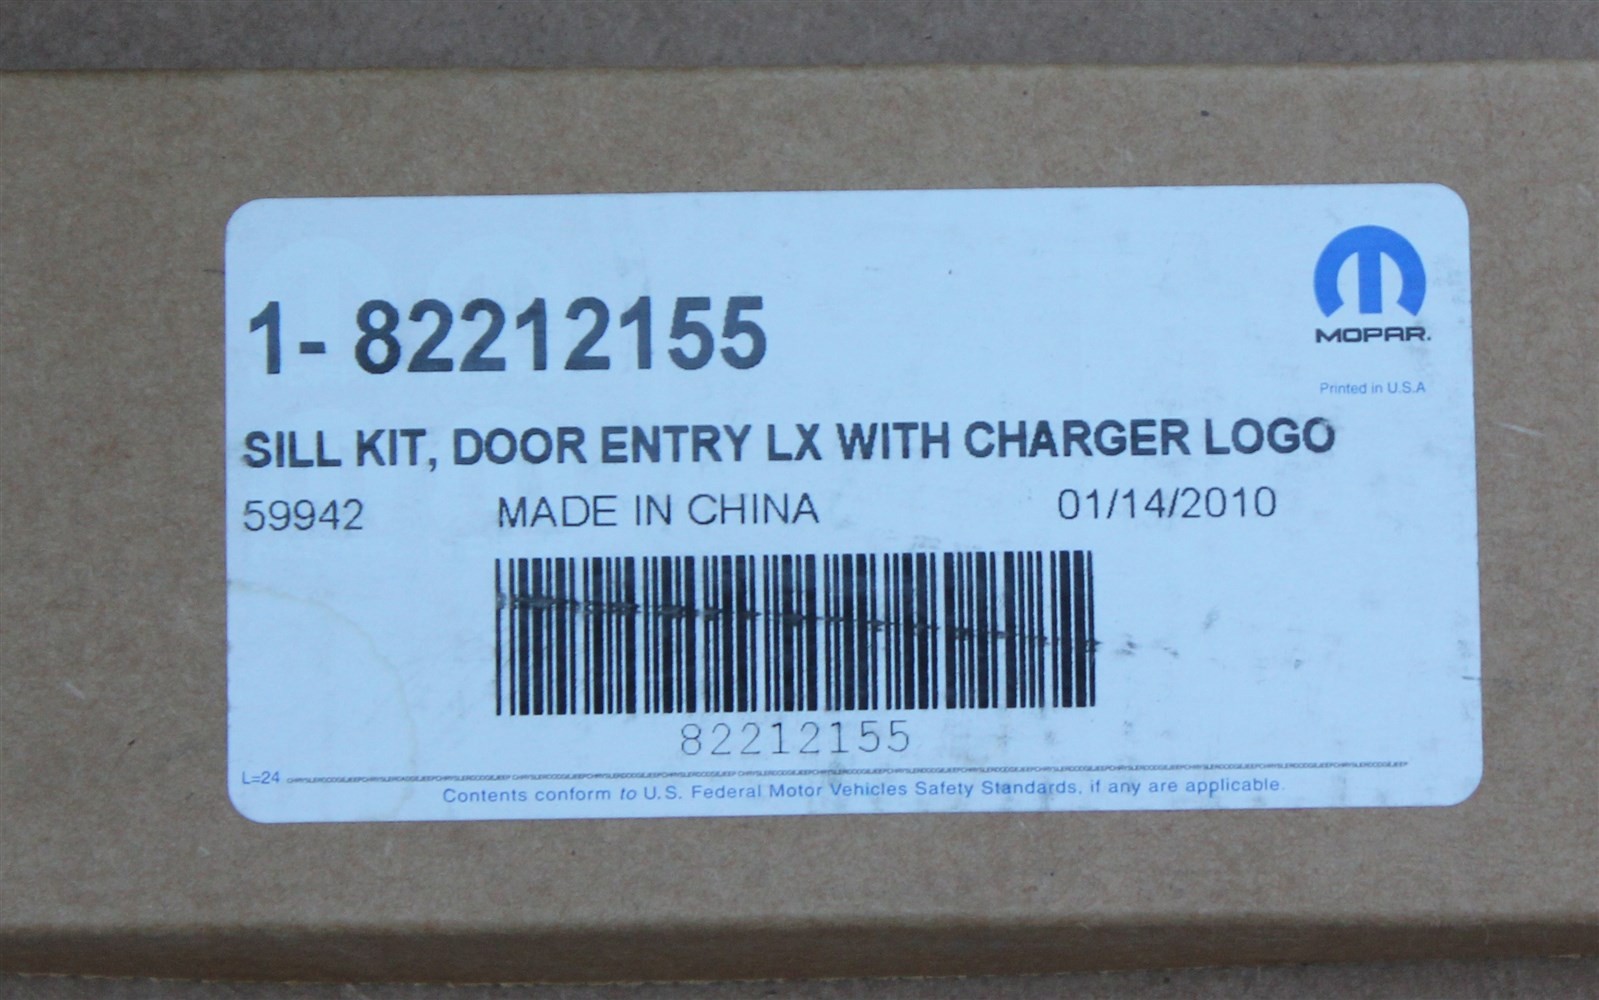 1- 82212155
MOPAR.
Printed in U.S.A
SILL KIT, DOOR ENTRY LX WITH CHARGER LOGO
59942 MADE IN CHINA 01/14/2010
82212155
L=24
Contents conform to U.S. Federal Motor Vehicles Safety Standards, if any are applicable.